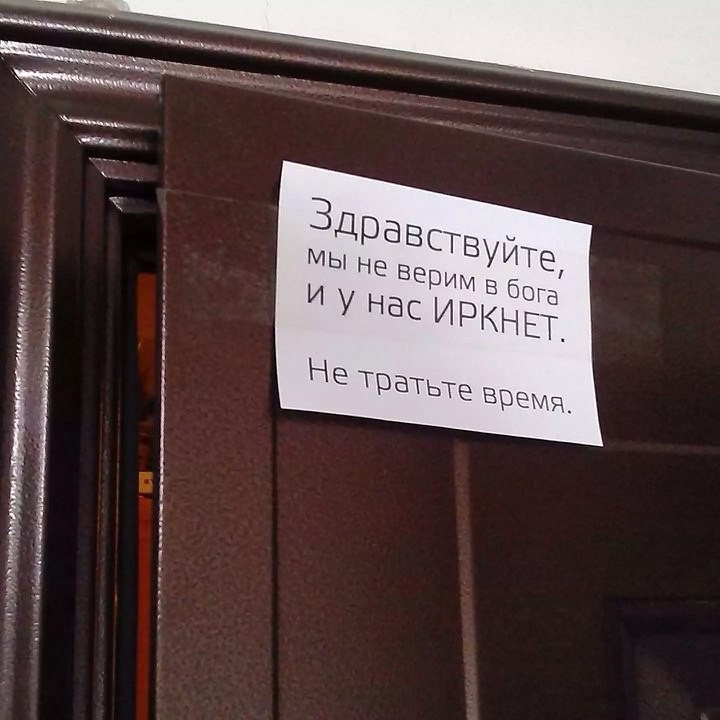 Здравствуйте,
мы не верим в бога
и у нас ИРКНЕТ.
Не тратьте время.